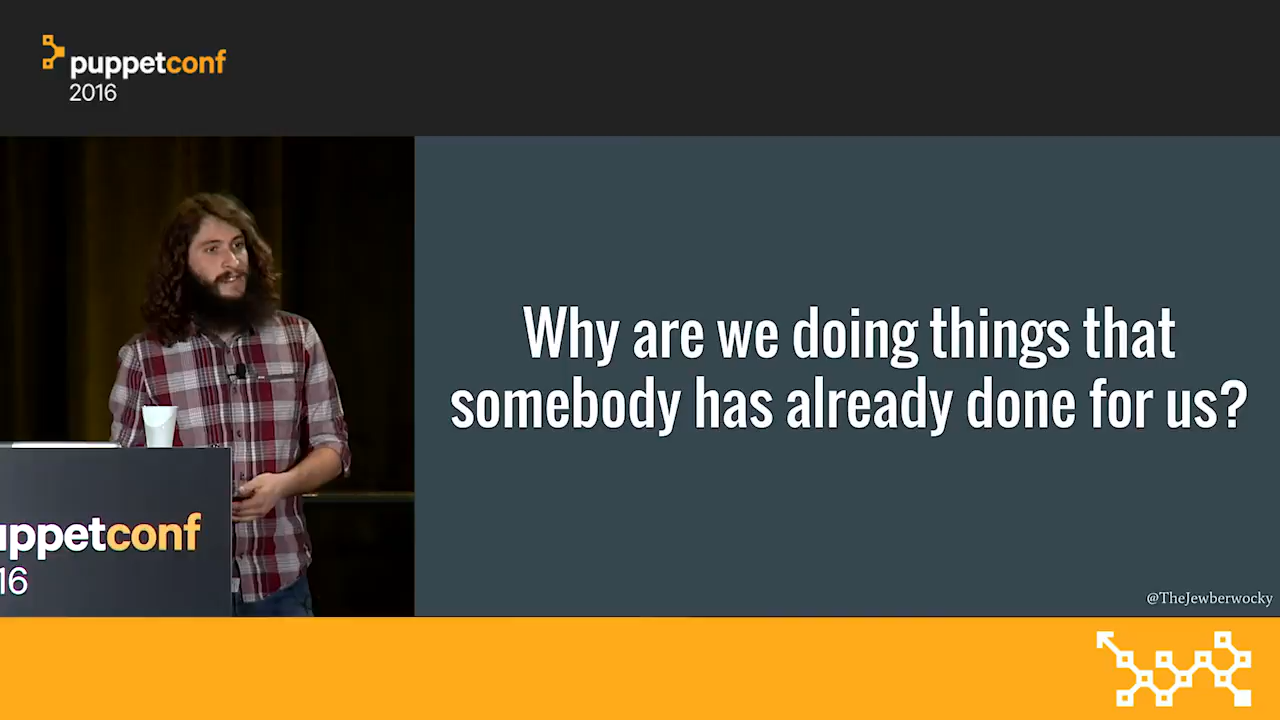 puppetconf
2016
Why are we doing things that
somebody has already done for us?
uppetconf
16
@TheJewberwocky